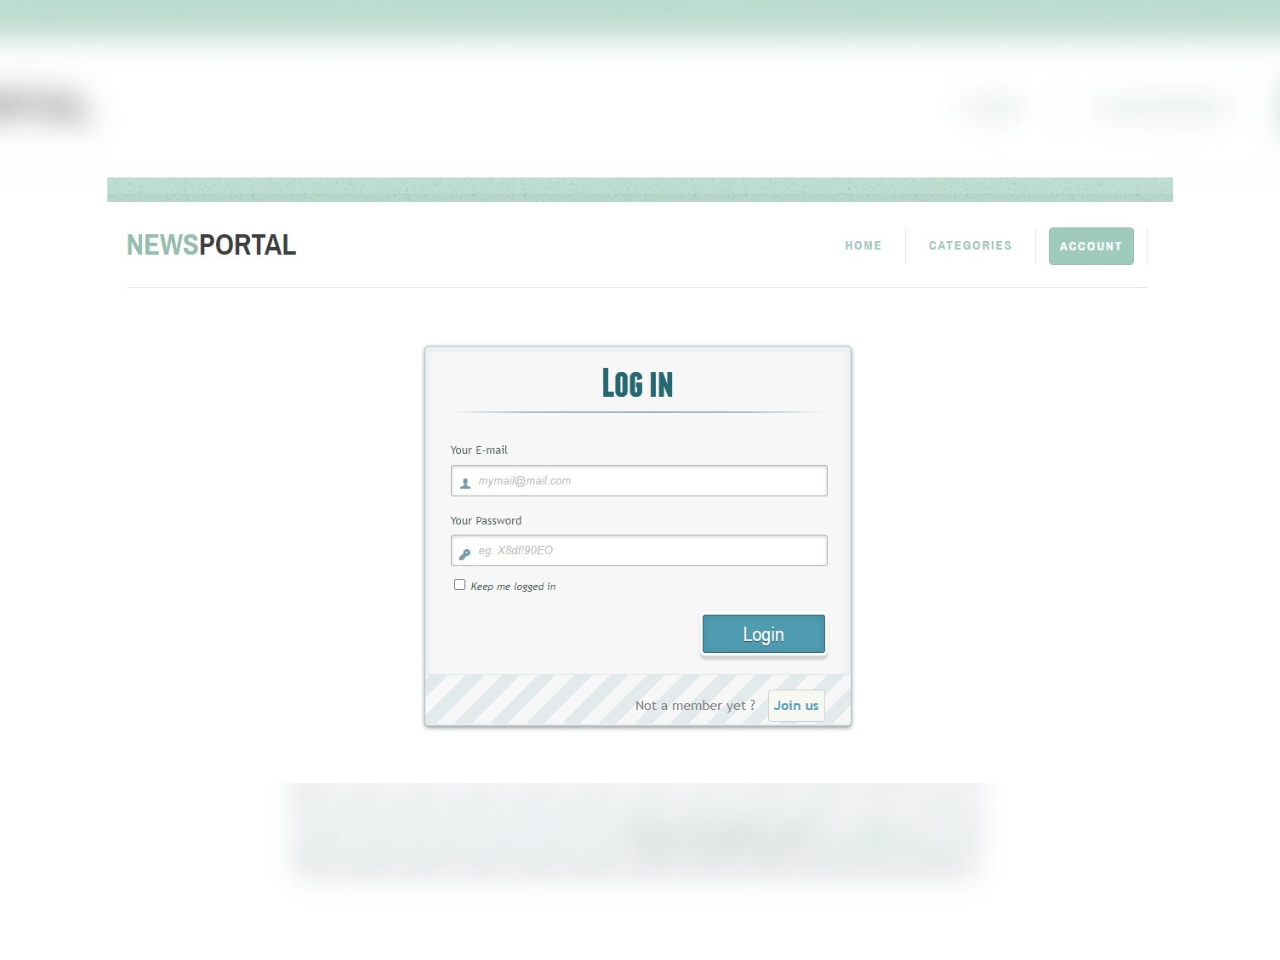 NEWSPORTAL
HOME
CATEGORIES
ACCOUNT
Log in
Your E-mail
mymail@mail.com
Your Password
eg. X8df!90EO
Keep me logged in
Login
Not a member yet ?
Join us